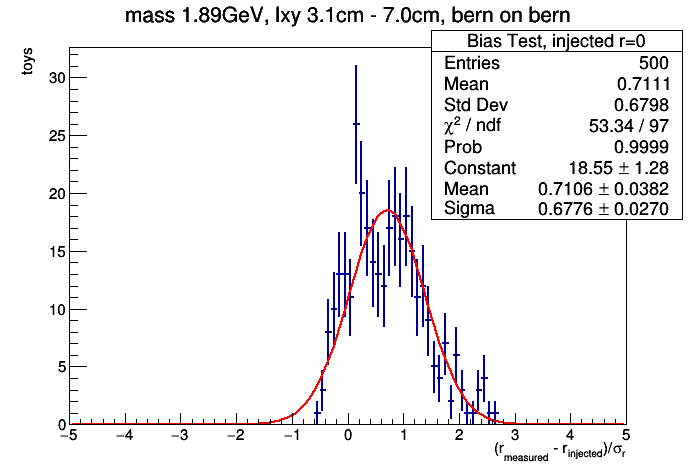 mass 1.89GeV, lxy 3.1cm - 7.0cm, bern on bern
Bias Test, injected r=0
Entries 500
Mean 0.7111
Std Dev 0.6798
χ² / ndf 53.34 / 97
Prob 0.9999
Constant 18.55 ± 1.28
Mean 0.7106 ± 0.0382
Sigma 0.6776 ± 0.0270
toys
30
25
20
15
10
5
0
−5 −4 −3 −2 −1 0 1 2 3 4 5
(r_measured - r_injected)/σ_r